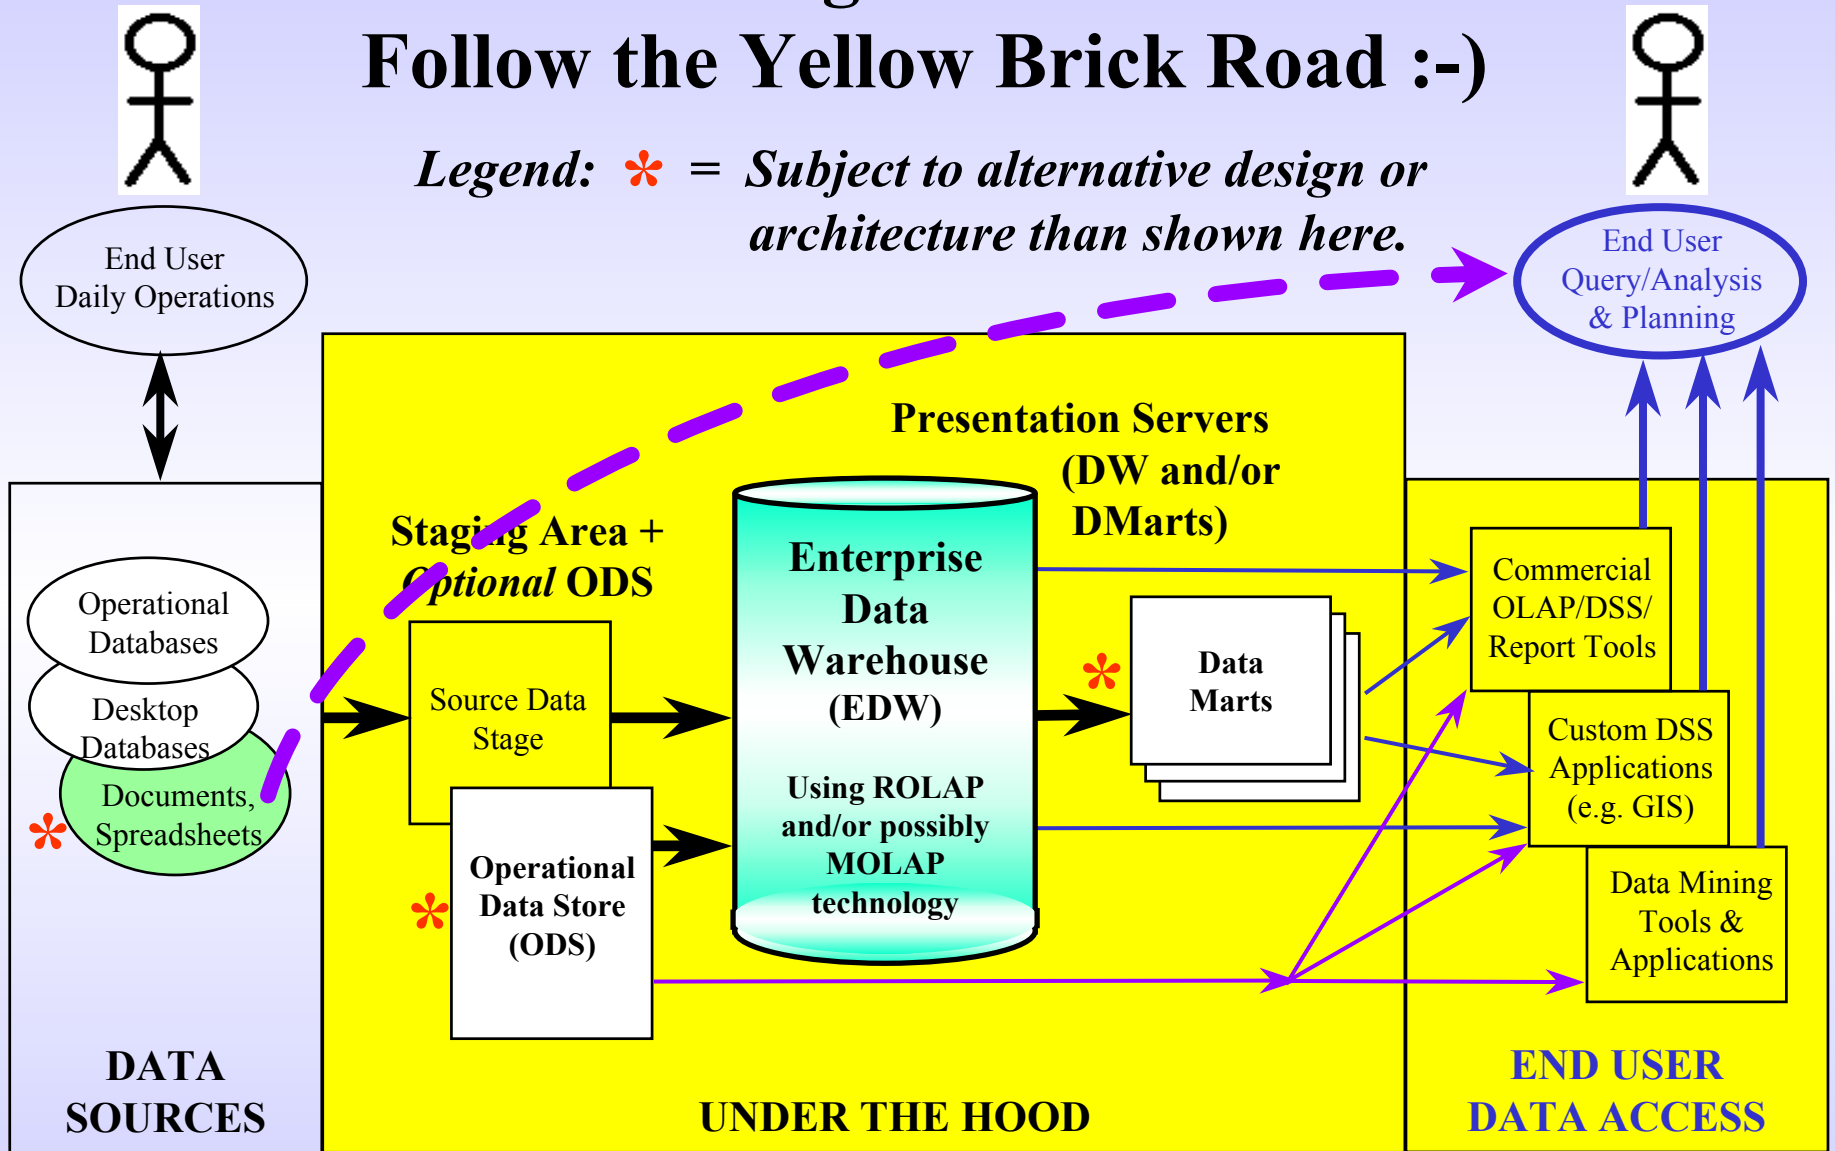 Follow the Yellow Brick Road :-)
Legend: * = Subject to alternative design or
architecture than shown here.
End User
Daily Operations
End User
Query/Analysis
& Planning
Operational
Databases
Desktop
Databases
Documents,
Spreadsheets
*
DATA
SOURCES
Staging Area +
Optional ODS
Source Data
Stage
*
Operational
Data Store
(ODS)
Enterprise
Data
Warehouse
(EDW)
Using ROLAP
and/or possibly
MOLAP
technology
Presentation Servers
(DW and/or
DMarts)
*
Data
Marts
UNDER THE HOOD
Commercial
OLAP/DSS/
Report Tools
Custom DSS
Applications
(e.g. GIS)
Data Mining
Tools &
Applications
END USER
DATA ACCESS